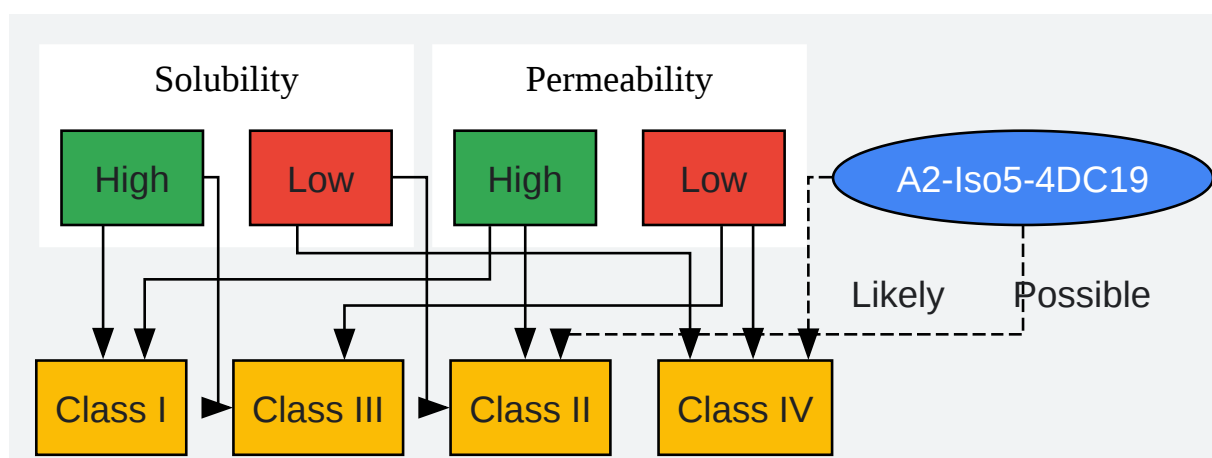 Solubility
Permeability
High
Low
High
Low
A2-Iso5-4DC19
Likely
Possible
Class I
Class III
Class II
Class IV